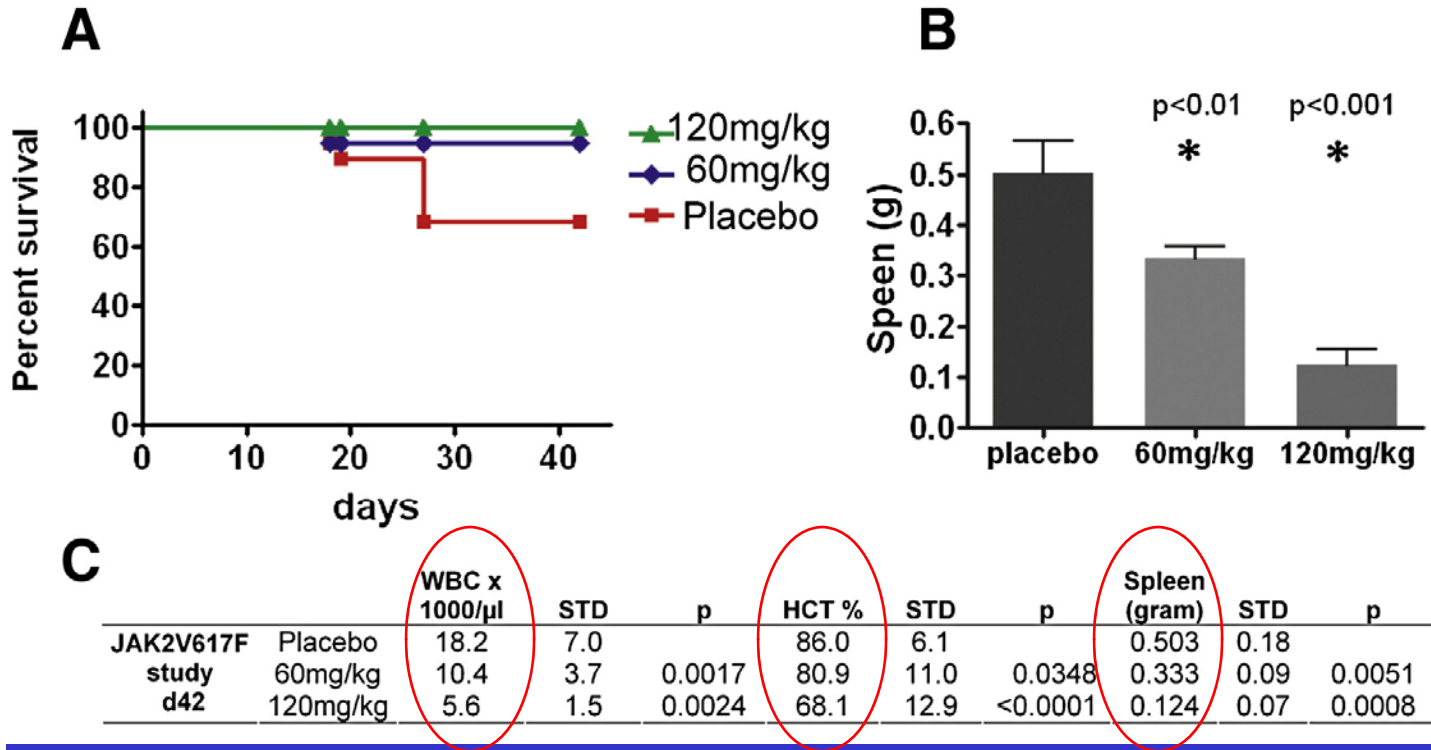 A
Percent survival
100
80
60
40
20
0
0 10 20 30 40
days
120mg/kg
60mg/kg
Placebo
B
p<0.01 p<0.001
* *
Speen (g)
0.6
0.5
0.4
0.3
0.2
0.1
0.0
placebo 60mg/kg 120mg/kg
C
WBC x Spleen
1000/µl STD p HCT % STD p (gram) STD p
JAK2V617F Placebo 18.2 7.0 86.0 6.1 0.503 0.18
study 60mg/kg 10.4 3.7 0.0017 80.9 11.0 0.0348 0.333 0.09 0.0051
d42 120mg/kg 5.6 1.5 0.0024 68.1 12.9 <0.0001 0.124 0.07 0.0008